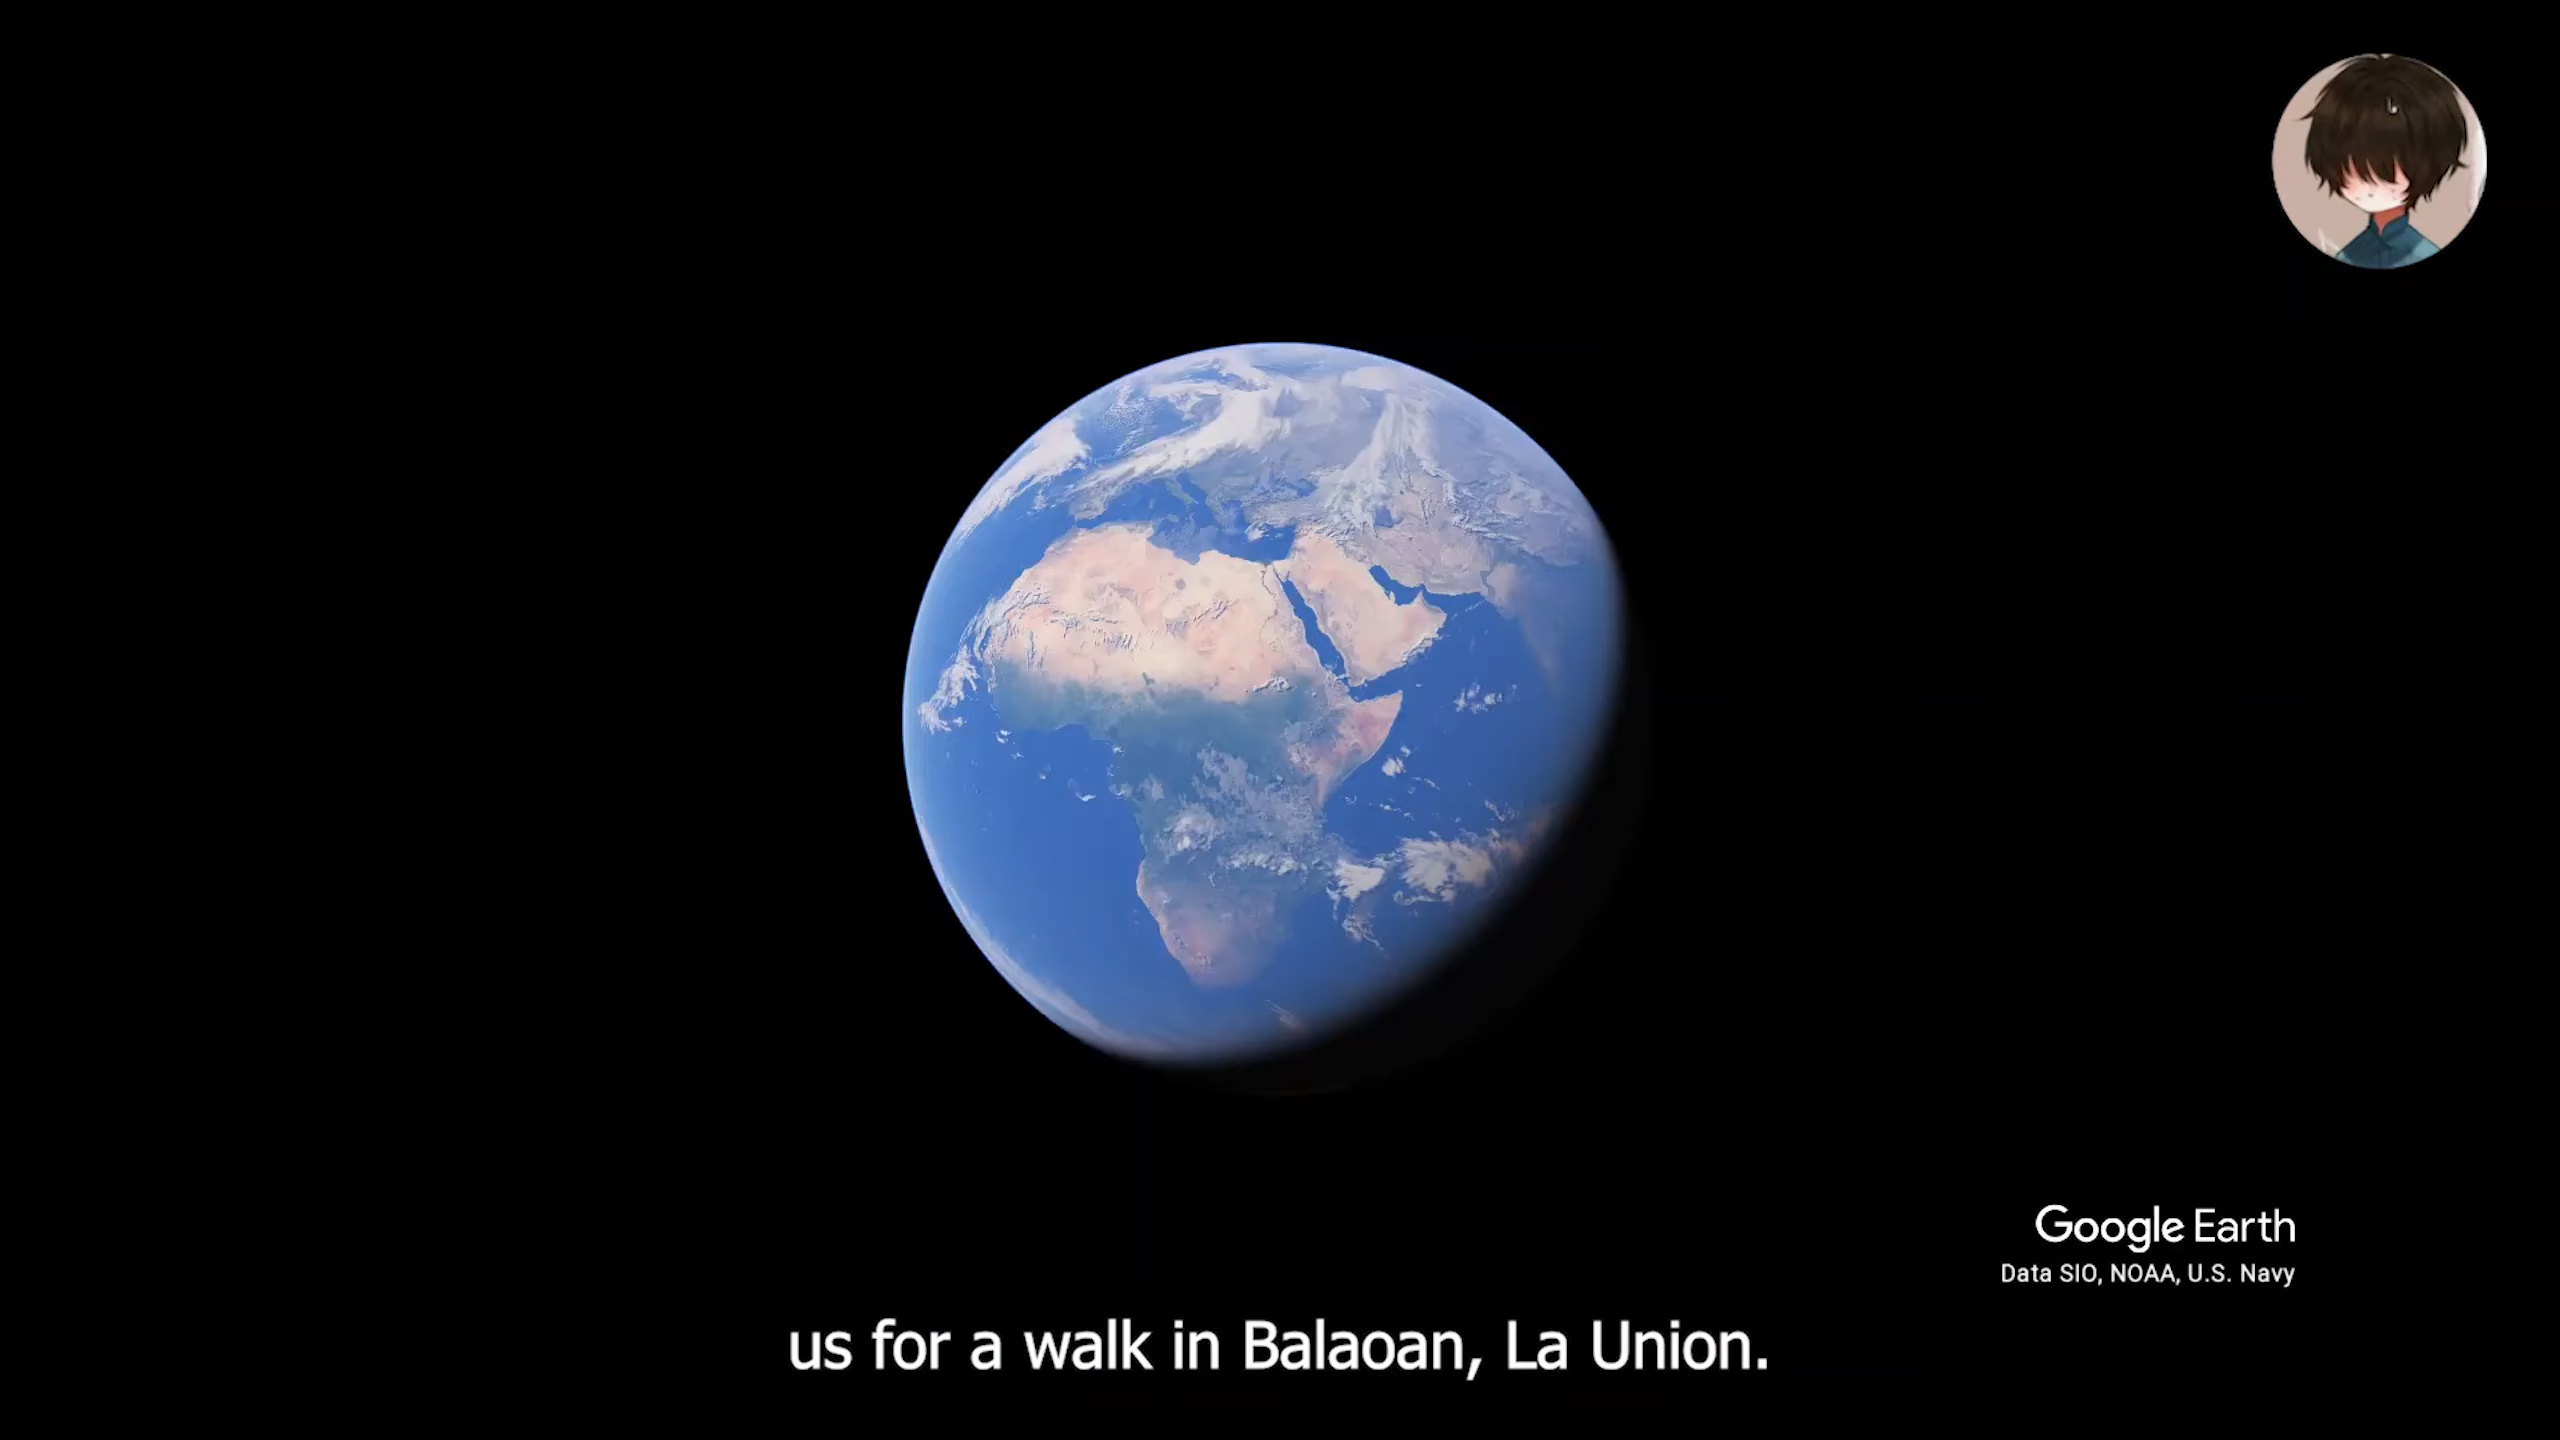 Google Earth
Data SIO, NOAA, U.S. Navy
us for a walk in Balaoan, La Union.